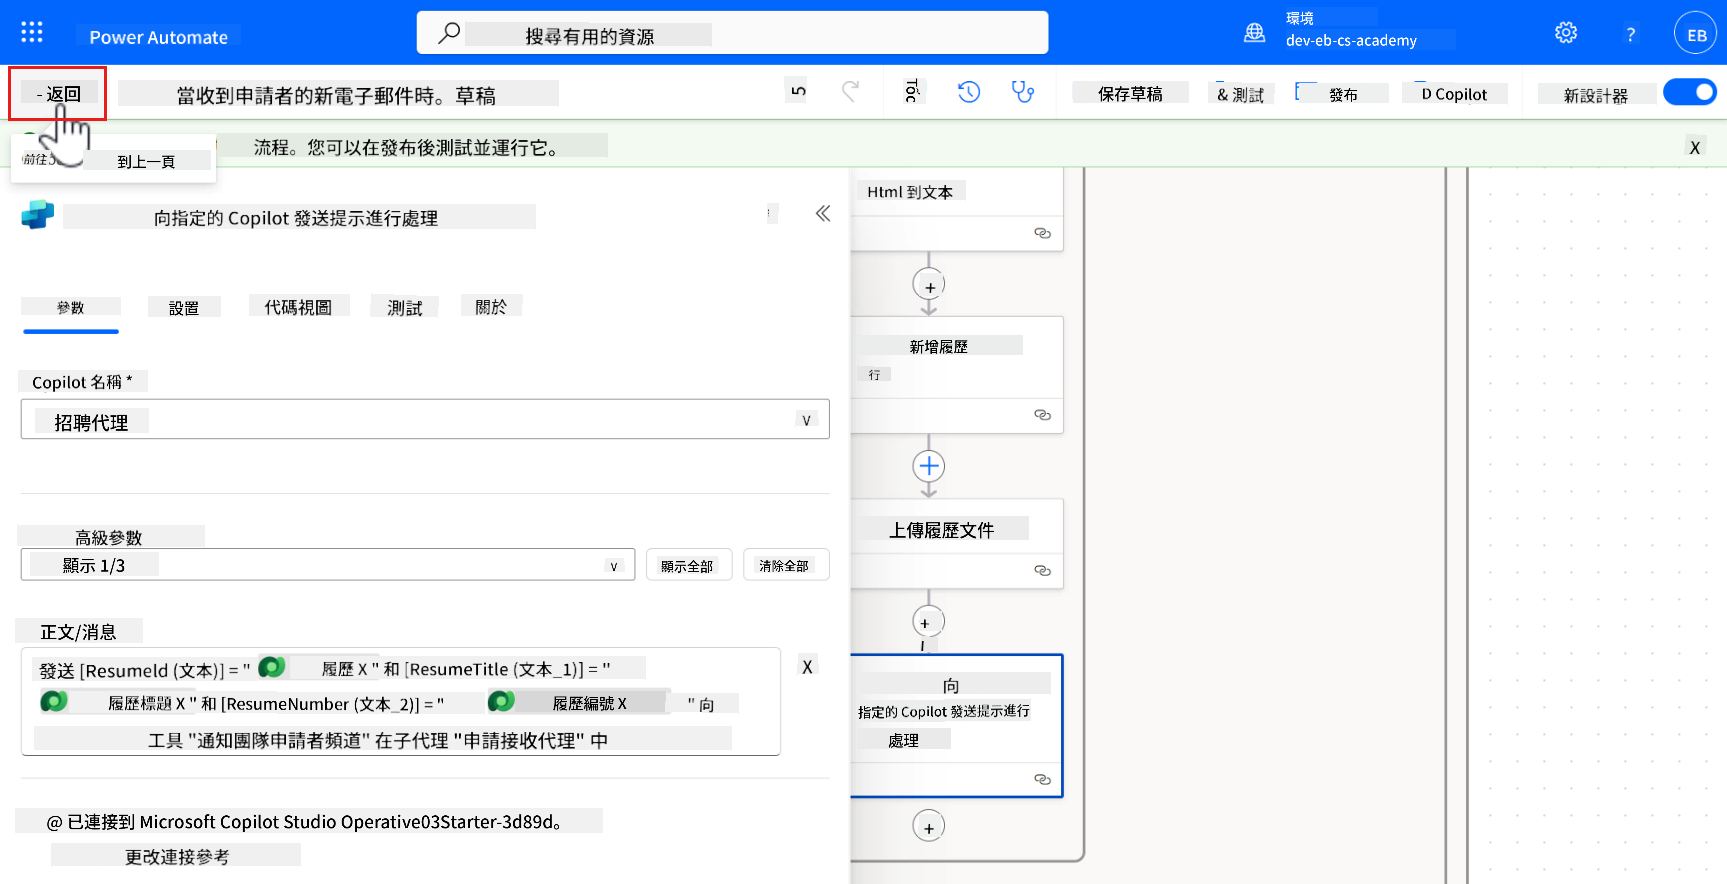 Power Automate
搜尋有用的資源
環境
dev-eb-cs-academy
?
EB
- 返回
當收到申請者的新電子郵件時。草稿
保存草稿
& 測試
發布
D Copilot
新設計器
前往
到上一頁
流程。您可以在發布後測試並運行它。
X
向指定的 Copilot 發送提示進行處理
參數
設置
代碼視圖
測試
關於
Copilot 名稱 *
招聘代理
V
高級參數
顯示 1/3
v
顯示全部
清除全部
正文/消息
發送 [ResumeId (文本)] = "
履歷 X " 和 [ResumeTitle (文本_1)] = "
履歷標題 X " 和 [ResumeNumber (文本_2)] = "
履歷編號 X
" 向
工具 "通知團隊申請者頻道" 在子代理 "申請接收代理" 中
X
@ 已連接到 Microsoft Copilot Studio Operative03Starter-3d89d。
更改連接參考
Html 到文本
新增履歷
行
上傳履歷文件
向
指定的 Copilot 發送提示進行
處理